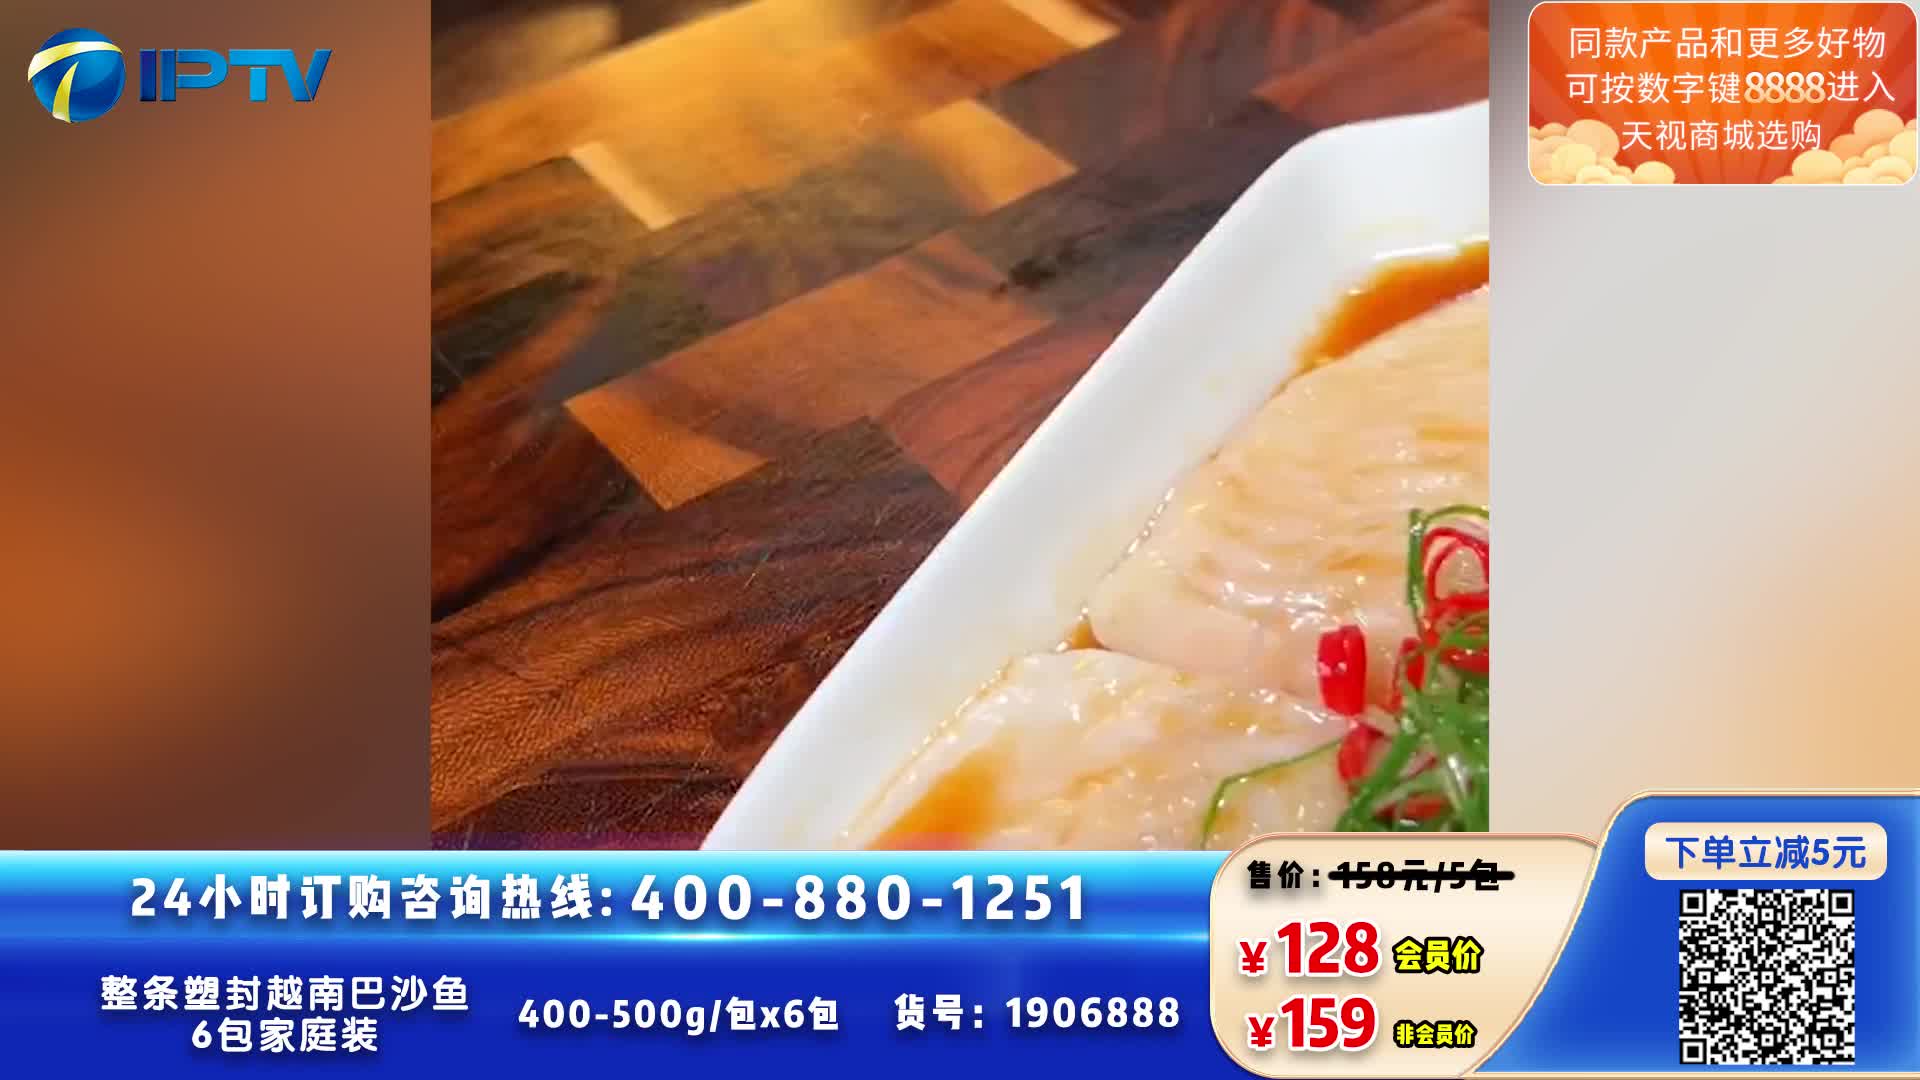 IPTV
同款产品和更多好物
可按数字键8888进入
天视商城选购
下单立减5元
售价：158元/5包
¥128 会员价
¥159 非会员价
24小时订购咨询热线：400-880-1251
整条塑封越南巴沙鱼
6包家庭装
400-500g/包x6包
货号：1906888